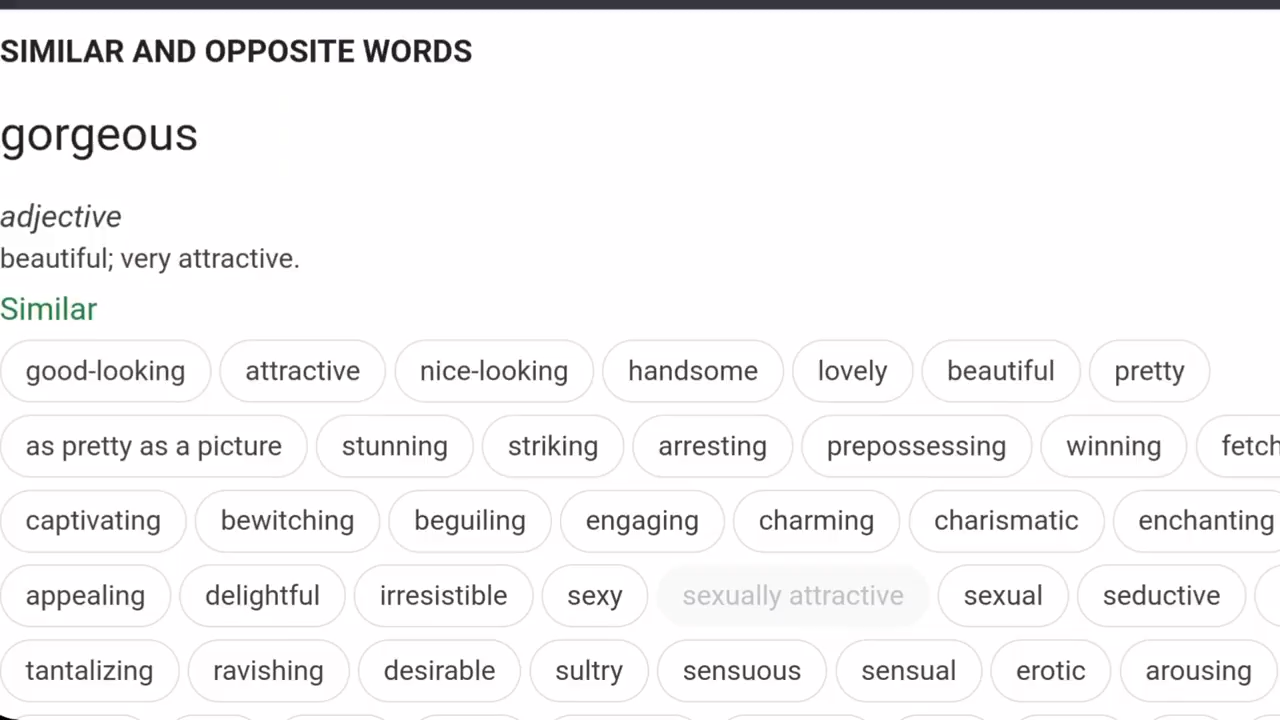 SIMILAR AND OPPOSITE WORDS
gorgeous
adjective
beautiful; very attractive.
Similar
good-looking attractive nice-looking handsome lovely beautiful pretty
as pretty as a picture stunning striking arresting prepossessing winning fetch
captivating bewitching beguiling engaging charming charismatic enchanting
appealing delightful irresistible sexy sexually attractive sexual seductive
tantalizing ravishing desirable sultry sensuous sensual erotic arousing